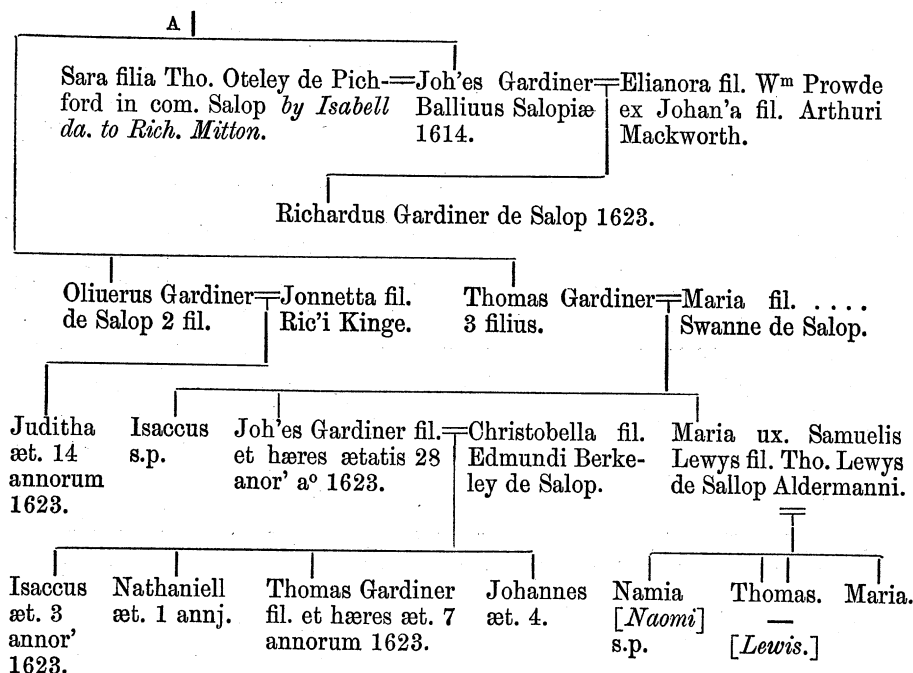 A
Sara filia Tho. Oteley de Pich-
ford in com. Salop by Isabell
da. to Rich. Mitton.
Joh'es Gardiner
Balliuus Salopiæ
1614.
Elianora fil. Wᵐ Prowde
ex Johan'a fil. Arthuri
Mackworth.
Richardus Gardiner de Salop 1623.
Oliuerus Gardiner
de Salop 2 fil.
Jonnetta fil.
Ric'i Kinge.
Thomas Gardiner
3 filius.
Maria fil. . . . .
Swanne de Salop.
Juditha
æt. 14
annorum
1623.
Isaccus
s.p.
Joh'es Gardiner fil.
et hæres ætatis 28
anor' aº 1623.
Christobella fil.
Edmundi Berke-
ley de Salop.
Maria ux. Samuelis
Lewys fil. Tho. Lewys
de Sallop Aldermanni.
Isaccus
æt. 3
annor'
1623.
Nathaniell
æt. 1 annj.
Thomas Gardiner
fil. et hæres æt. 7
annorum 1623.
Johannes
æt. 4.
Namia
[Naomi]
s.p.
Thomas.
—
[Lewis.]
Maria.